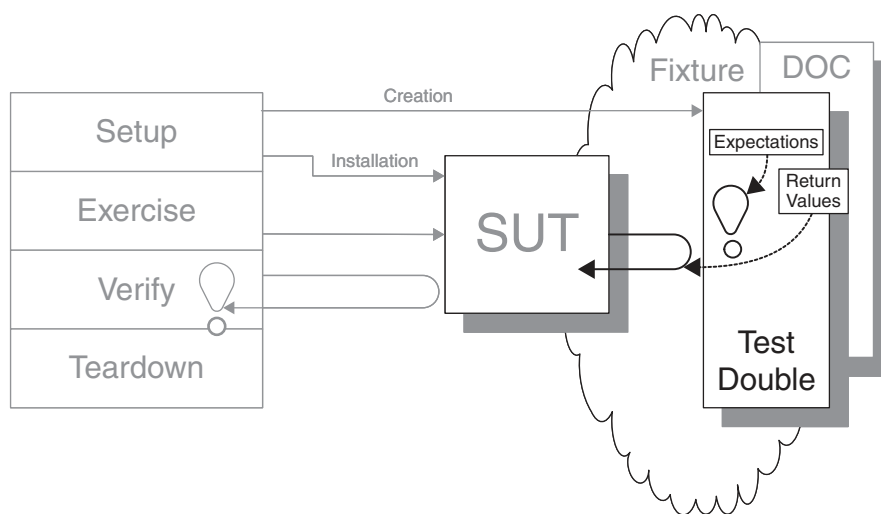 Fixture
DOC
Creation
Setup
Expectations
Installation
Return
Values
Exercise
SUT
Verify
Test
Double
Teardown